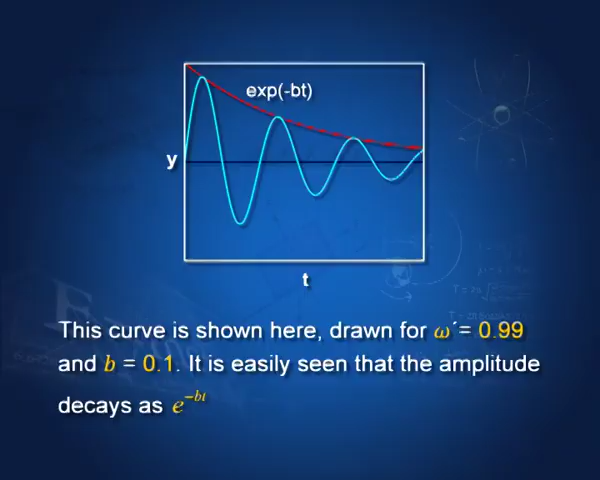 exp(-bt)
y
t
This curve is shown here, drawn for ω´= 0.99
and b = 0.1. It is easily seen that the amplitude
decays as e^{-bt}